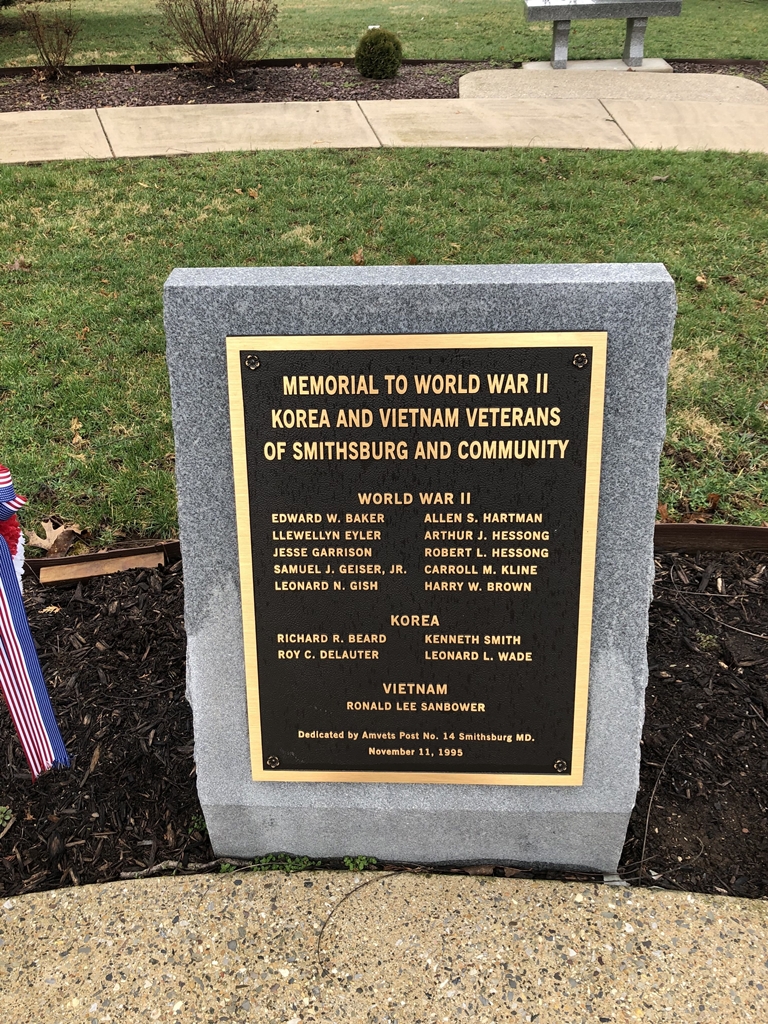 MEMORIAL TO WORLD WAR II
KOREA AND VIETNAM VETERANS
OF SMITHSBURG AND COMMUNITY
WORLD WAR II
EDWARD W. BAKER ALLEN S. HARTMAN
LLEWELLYN EYLER ARTHUR J. HESSONG
JESSE GARRISON ROBERT L. HESSONG
SAMUEL J. GEISER, JR. CARROLL M. KLINE
LEONARD N. GISH HARRY W. BROWN
KOREA
RICHARD R. BEARD KENNETH SMITH
ROY C. DELAUTER LEONARD L. WADE
VIETNAM
RONALD LEE SANBOWER
Dedicated by Amvets Post No. 14 Smithsburg MD.
November 11, 1995